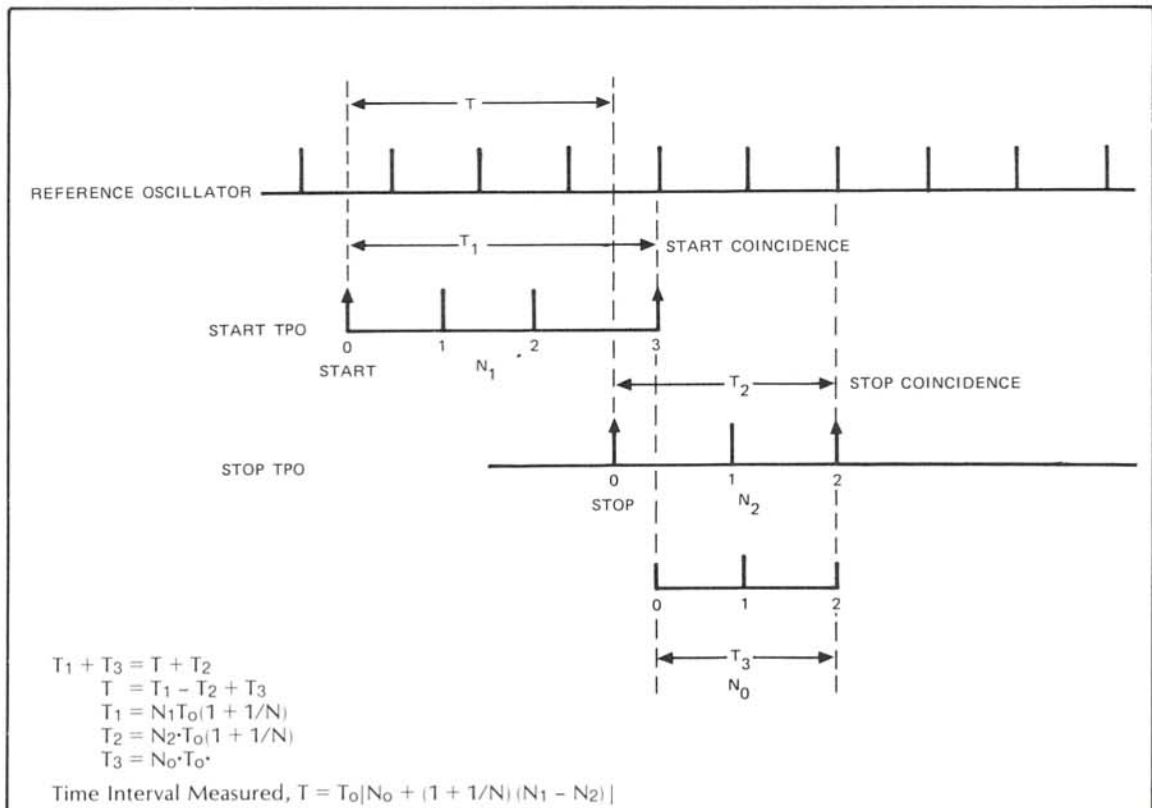 T
REFERENCE OSCILLATOR
T1 START COINCIDENCE
START TPO
0 1 2 3
START N1
T2 STOP COINCIDENCE
STOP TPO
0 1 2
STOP N2
0 1 2
T3
N0
T1 + T3 = T + T2
T = T1 – T2 + T3
T1 = N1To(1 + 1/N)
T2 = N2·To(1 + 1/N)
T3 = No·To·
Time Interval Measured, T = To|No + (1 + 1/N) (N1 – N2)|